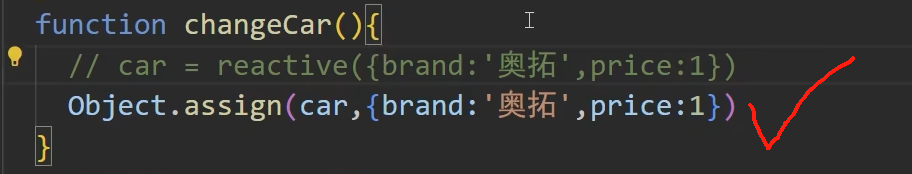 function changeCar(){
// car = reactive({brand:'奥拓',price:1})
Object.assign(car,{brand:'奥拓',price:1})
}